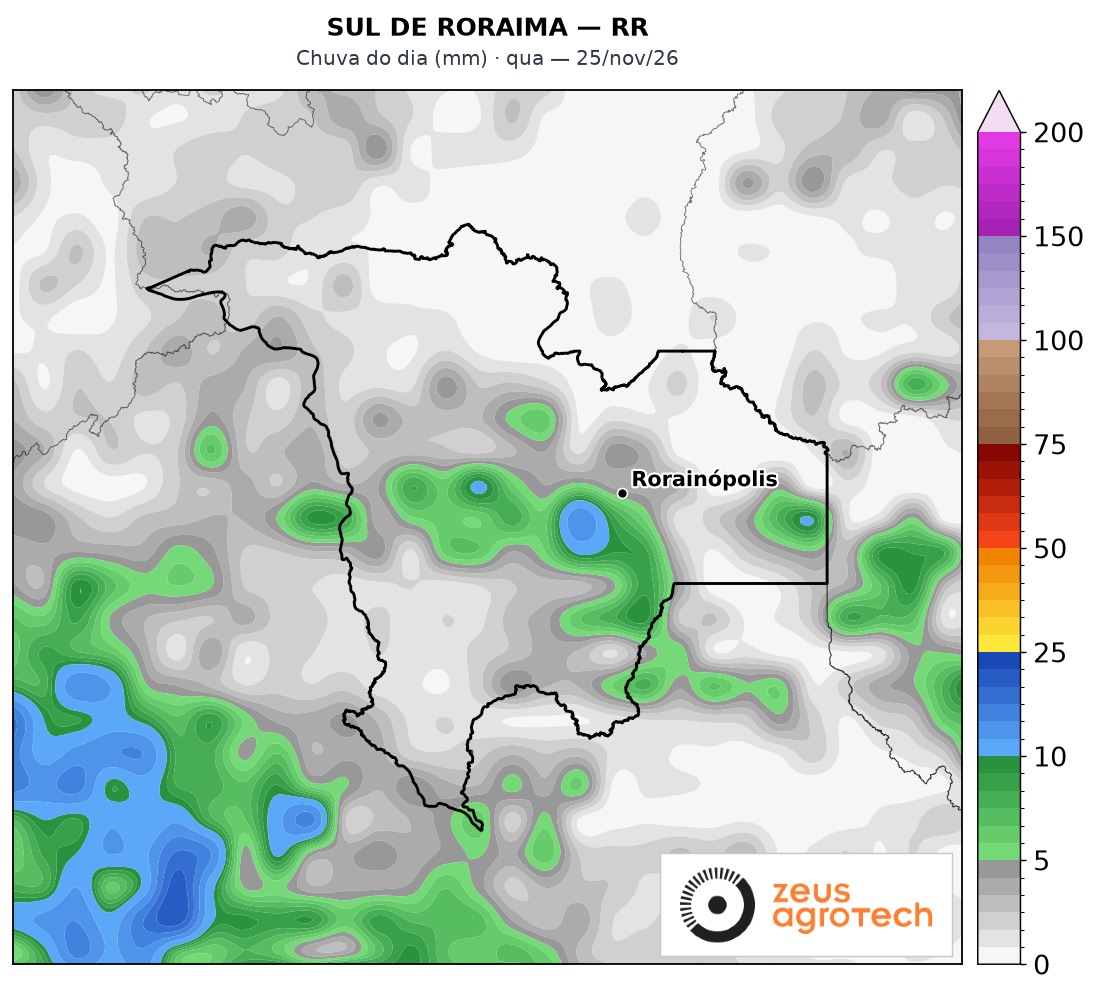 SUL DE RORAIMA — RR
Chuva do dia (mm) · qua — 25/nov/26
200
150
100
75
50
25
10
5
0
Rorainópolis
zeus
agrotech